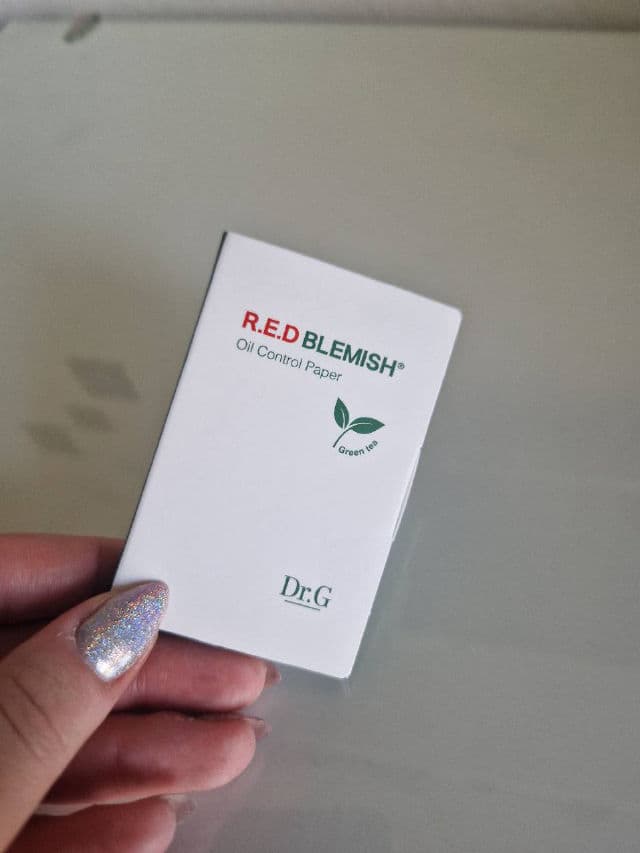 R.E.D BLEMISH®
Oil Control Paper
Green tea
Dr.G